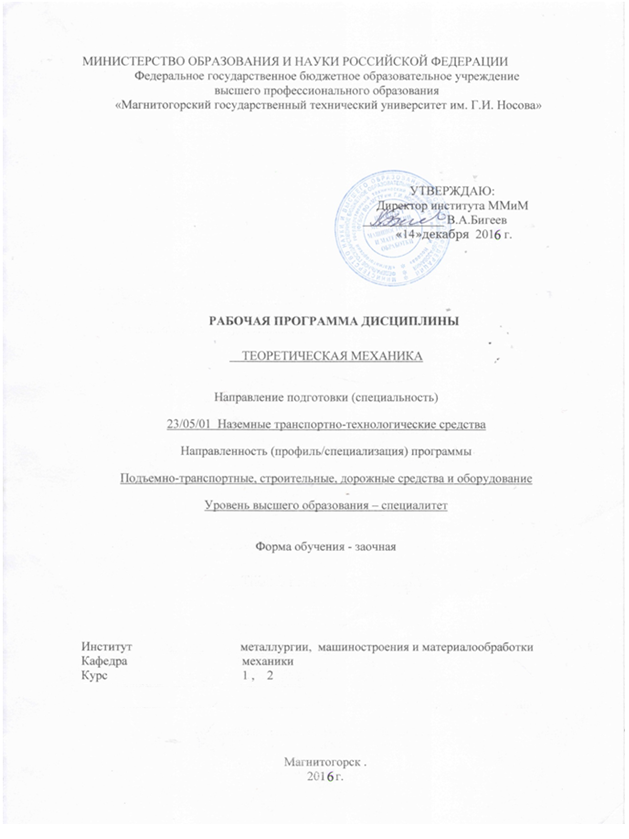 МИНИСТЕРСТВО ОБРАЗОВАНИЯ И НАУКИ РОССИЙСКОЙ ФЕДЕРАЦИИ
Федеральное государственное бюджетное образовательное учреждение
высшего профессионального образования
«Магнитогорский государственный технический университет им. Г.И. Носова»
УТВЕРЖДАЮ:
Директор института ММиМ
В.А.Бигеев
«14»декабря 2016 г.
РАБОЧАЯ ПРОГРАММА ДИСЦИПЛИНЫ
ТЕОРЕТИЧЕСКАЯ МЕХАНИКА
Направление подготовки (специальность)
23/05/01 Наземные транспортно-технологические средства
Направленность (профиль/специализация) программы
Подъемно-транспортные, строительные, дорожные средства и оборудование
Уровень высшего образования – специалитет
Форма обучения - заочная
Институт металлургии, машиностроения и материалообработки
Кафедра механики
Курс 1 , 2
Магнитогорск .
2016 г.